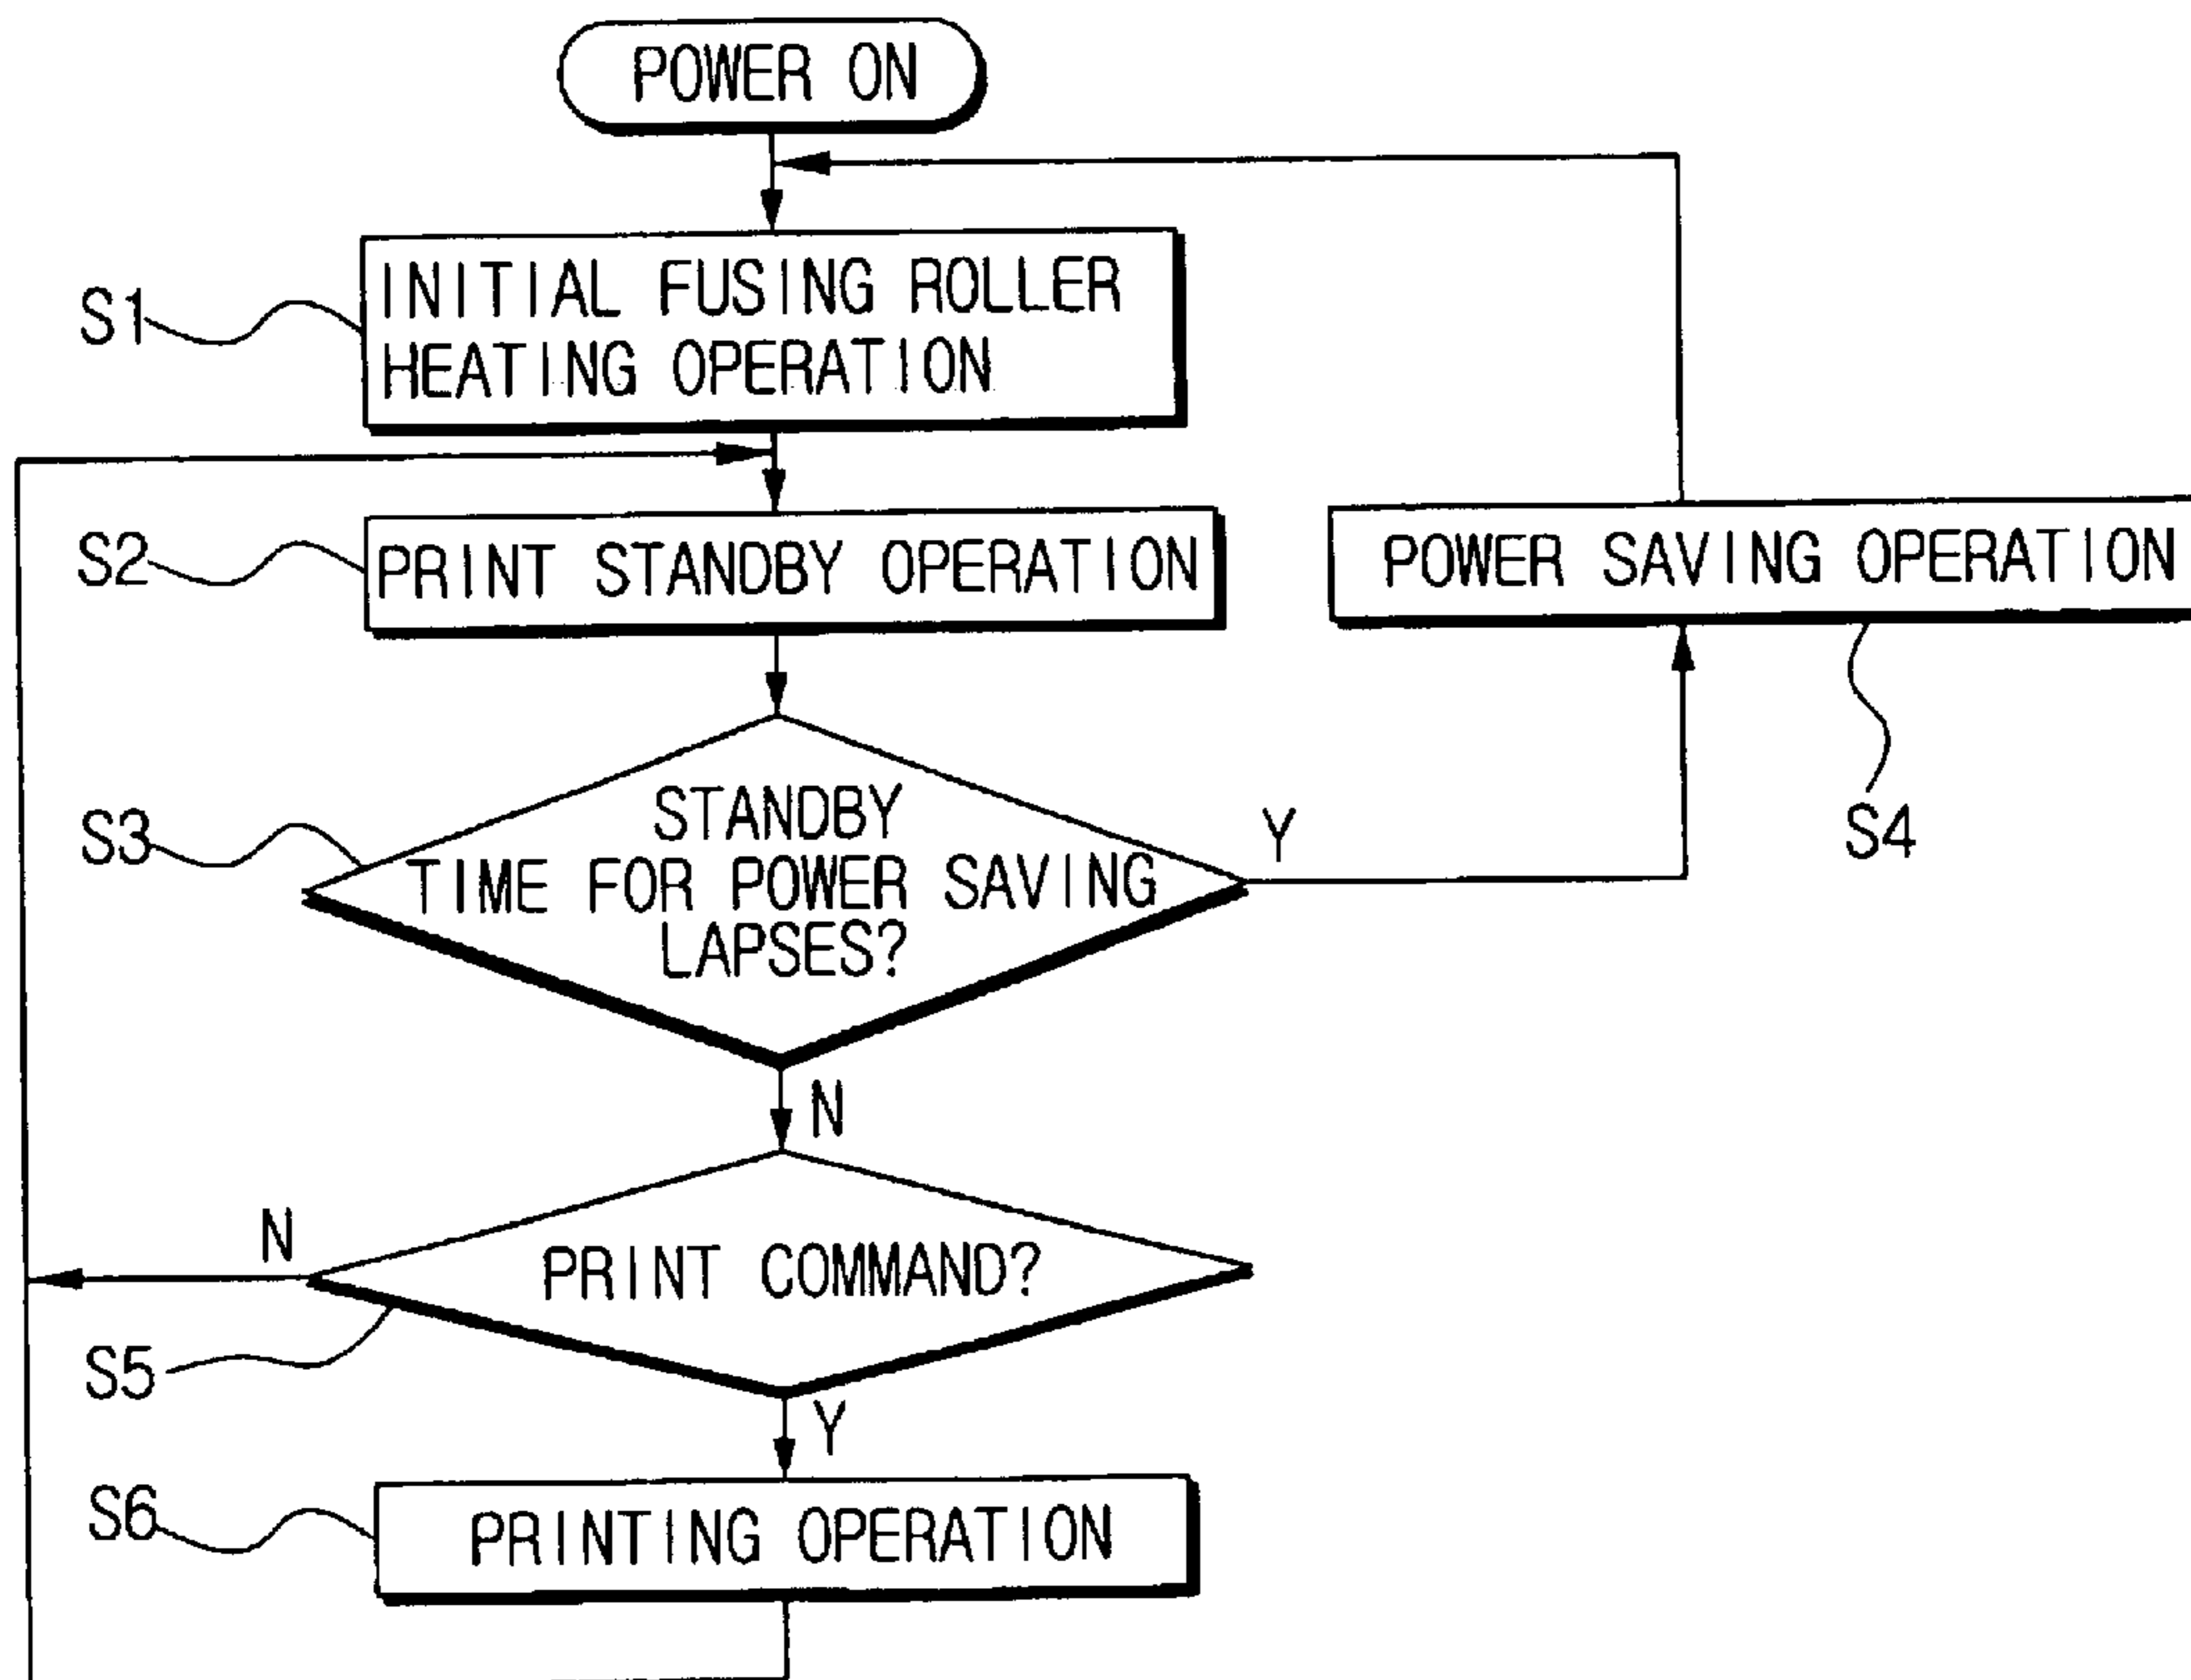 POWER ON
S1
INITIAL FUSING ROLLER
HEATING OPERATION
S2
PRINT STANDBY OPERATION
POWER SAVING OPERATION
S3
STANDBY
TIME FOR POWER SAVING
LAPSES?
Y
S4
N
N
PRINT COMMAND?
S5
Y
S6
PRINTING OPERATION